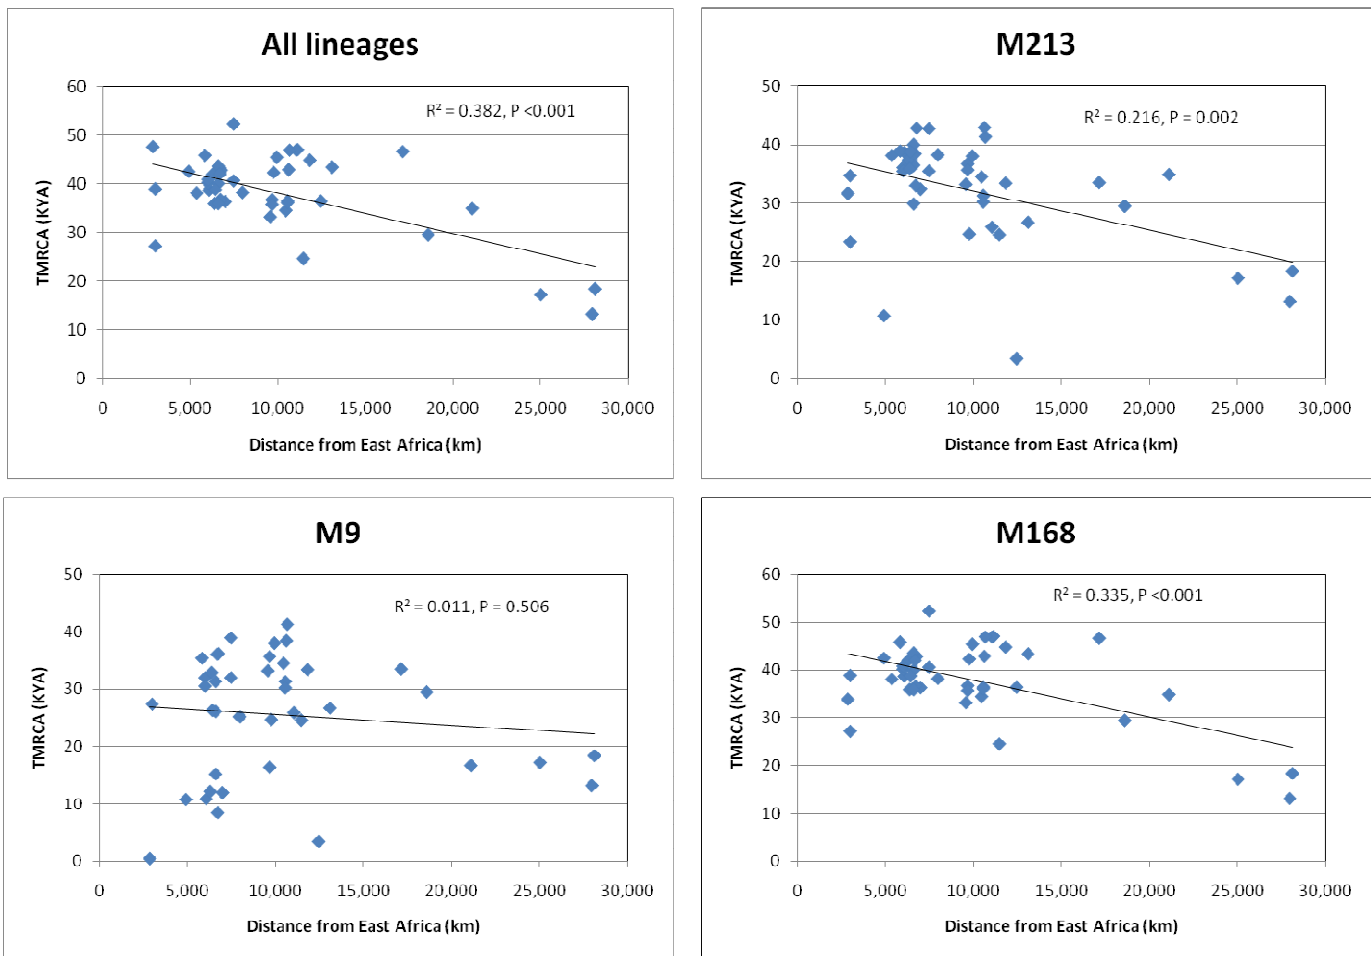 All lineages
R² = 0.382, P <0.001
60
50
40
30
20
10
0
TMRCA (KYA)
0 5,000 10,000 15,000 20,000 25,000 30,000
Distance from East Africa (km)
M213
R² = 0.216, P = 0.002
50
40
30
20
10
0
TMRCA (KYA)
0 5,000 10,000 15,000 20,000 25,000 30,000
Distance from East Africa (km)
M9
R² = 0.011, P = 0.506
50
40
30
20
10
0
TMRCA (KYA)
0 5,000 10,000 15,000 20,000 25,000 30,000
Distance from East Africa (km)
M168
R² = 0.335, P <0.001
60
50
40
30
20
10
0
TMRCA (KYA)
0 5,000 10,000 15,000 20,000 25,000 30,000
Distance from East Africa (km)